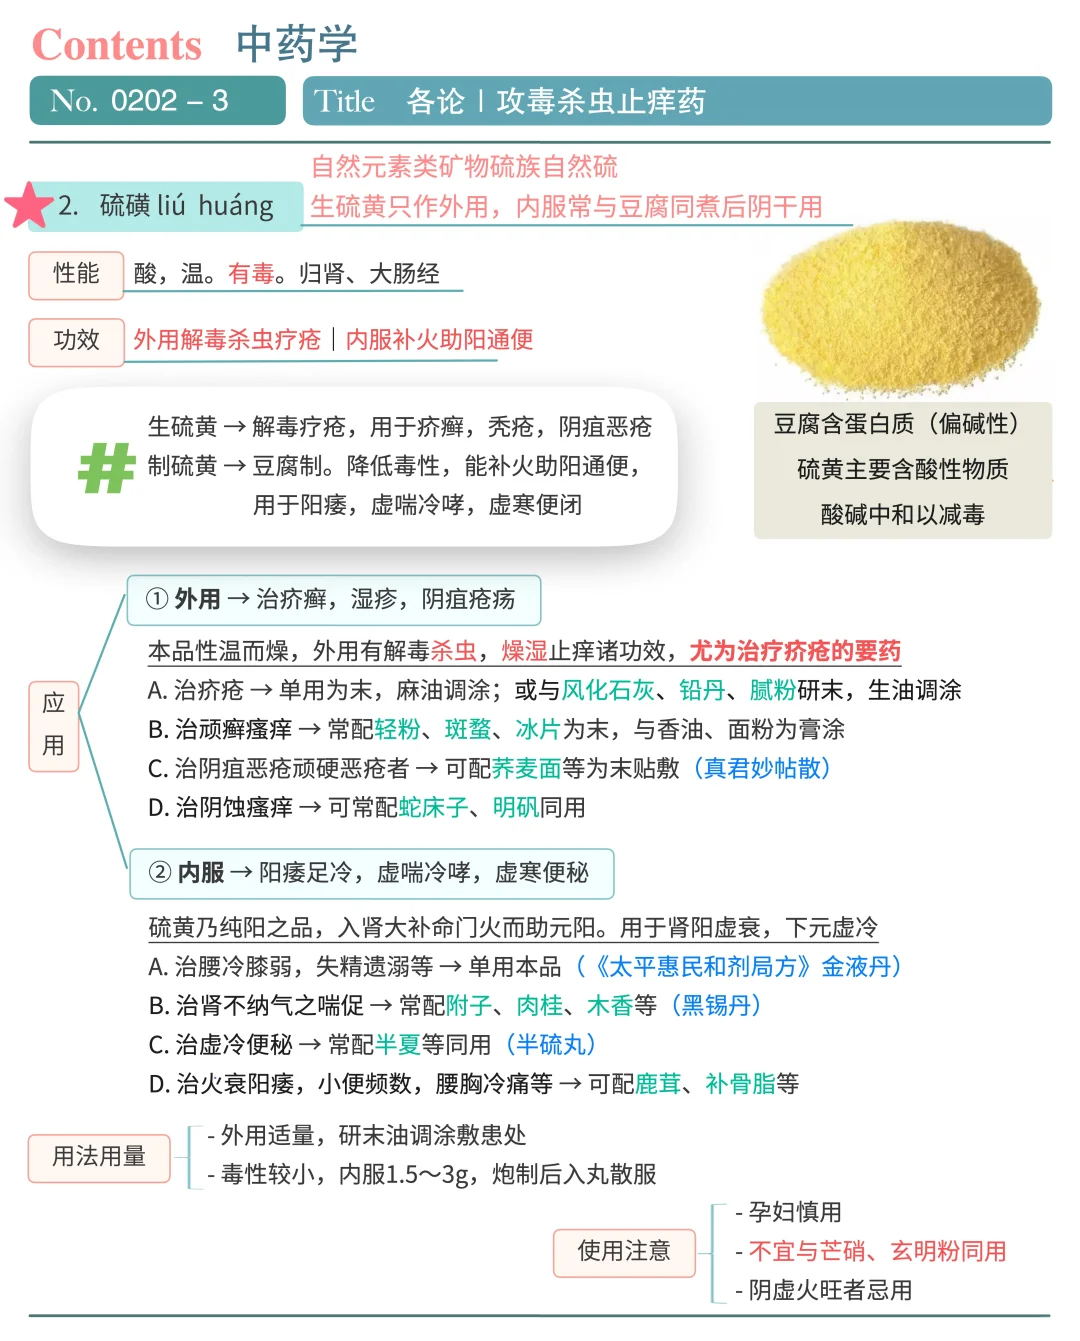 Contents 中药学
No. 0202 – 3
Title 各论 | 攻毒杀虫止痒药
自然元素类矿物硫族自然硫
2. 硫磺 liú huáng
生硫黄只作外用，内服常与豆腐同煮后阴干用
性能 酸，温。有毒。归肾、大肠经
功效 外用解毒杀虫疗疮｜内服补火助阳通便
# 生硫黄 → 解毒疗疮，用于疥癣，秃疮，阴疽恶疮
制硫黄 → 豆腐制。降低毒性，能补火助阳通便，
用于阳痿，虚喘冷哮，虚寒便闭
豆腐含蛋白质（偏碱性）
硫黄主要含酸性物质
酸碱中和以减毒
应用
① 外用 → 治疥癣，湿疹，阴疽疮疡
本品性温而燥，外用有解毒杀虫，燥湿止痒诸功效，尤为治疗疥疮的要药
A. 治疥疮 → 单用为末，麻油调涂；或与风化石灰、铅丹、腻粉研末，生油调涂
B. 治顽癣瘙痒 → 常配轻粉、斑蝥、冰片为末，与香油、面粉为膏涂
C. 治阴疽恶疮顽硬恶疮者 → 可配荞麦面等为末贴敷（真君妙帖散）
D. 治阴蚀瘙痒 → 可常配蛇床子、明矾同用
② 内服 → 阳痿足冷，虚喘冷哮，虚寒便秘
硫黄乃纯阳之品，入肾大补命门火而助元阳。用于肾阳虚衰，下元虚冷
A. 治腰冷膝弱，失精遗溺等 → 单用本品（《太平惠民和剂局方》金液丹）
B. 治肾不纳气之喘促 → 常配附子、肉桂、木香等（黑锡丹）
C. 治虚冷便秘 → 常配半夏等同用（半硫丸）
D. 治火衰阳痿，小便频数，腰胸冷痛等 → 可配鹿茸、补骨脂等
用法用量
- 外用适量，研末油调涂敷患处
- 毒性较小，内服1.5～3g，炮制后入丸散服
使用注意
- 孕妇慎用
- 不宜与芒硝、玄明粉同用
- 阴虚火旺者忌用